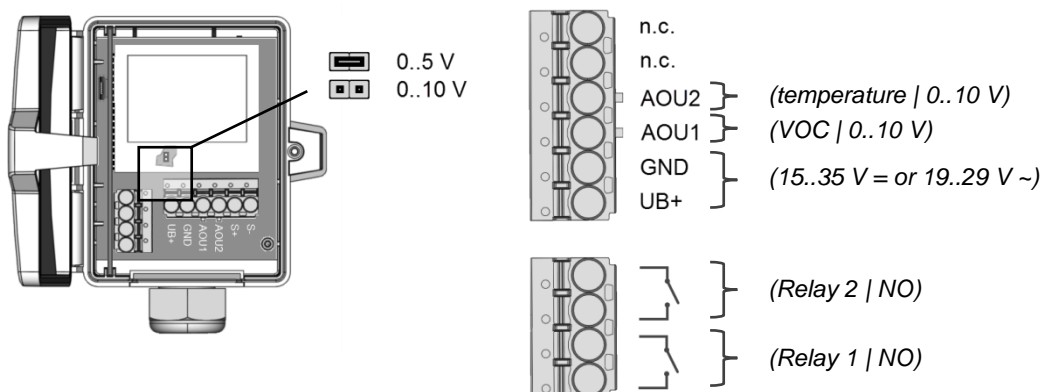 0..5 V
0..10 V
UB+
GND
AOU1
AOU2
S+
S-
n.c.
n.c.
AOU2 (temperature | 0..10 V)
AOU1 (VOC | 0..10 V)
GND
(15..35 V = or 19..29 V ~)
UB+
(Relay 2 | NO)
(Relay 1 | NO)